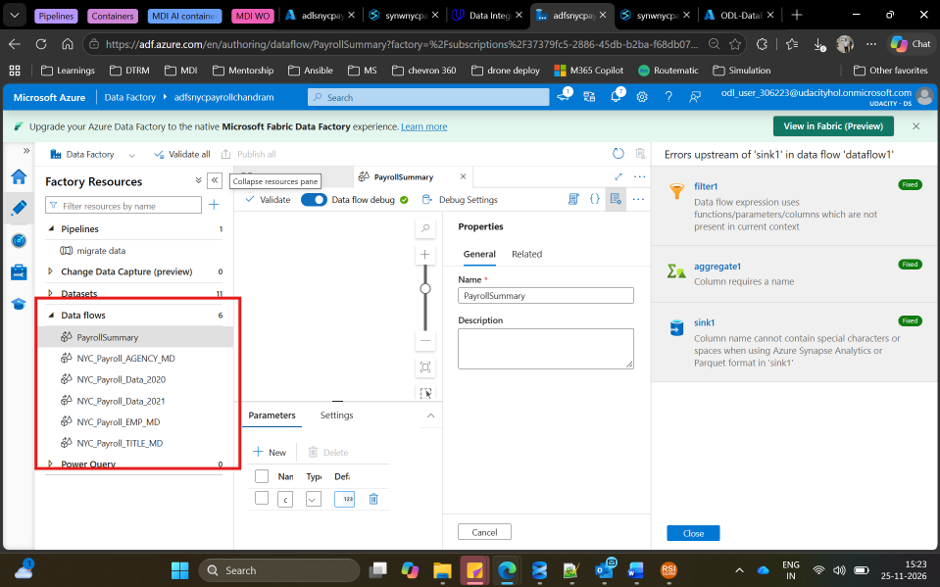 Pipelines
Containers
MDI AI containe
MDI WO
adlsnycpay
synwnycp
Data Integ
adfsnycpay
synwnycp
ODL-Datal
https://adf.azure.com/en/authoring/dataflow/PayrollSummary?factory=%2Fsubscriptions%2F37379fc5-2886-45db-b2ba-f68db07...
Chat
Learnings
DTRM
MDI
Mentorship
Ansible
MS
chevron 360
drone deploy
M365 Copilot
Routematic
Simulation
Other favorites
Microsoft Azure
Data Factory
adfsnycpayrollchandram
Search
1
7
odl_user_306223@udacityhol.onmicrosoft.com
UDACITY - DS
Upgrade your Azure Data Factory to the native Microsoft Fabric Data Factory experience. Learn more
View in Fabric (Preview)
Data Factory
Validate all
Publish all
Errors upstream of 'sink1' in data flow 'dataflow1'
Factory Resources
Collapse resources pane
PayrollSummary
Filter resources by name
Validate
Data flow debug
Debug Settings
Pipelines 1
migrate data
Change Data Capture (preview) 0
Datasets 11
Data flows 6
PayrollSummary
NYC_Payroll_AGENCY_MD
NYC_Payroll_Data_2020
NYC_Payroll_Data_2021
NYC_Payroll_EMP_MD
NYC_Payroll_TITLE_MD
Power Query 0
Parameters
Settings
New
Delete
Nan
Type
Def
c
123
Properties
General
Related
Name *
PayrollSummary
Description
Cancel
filter1
Fixed
Data flow expression uses
functions/parameters/columns which are not
present in current context
aggregate1
Fixed
Column requires a name
sink1
Fixed
Column name cannot contain special characters or
spaces when using Azure Synapse Analytics or
Parquet format in 'sink1'
Close
Search
ENG
IN
15:23
25-11-2026